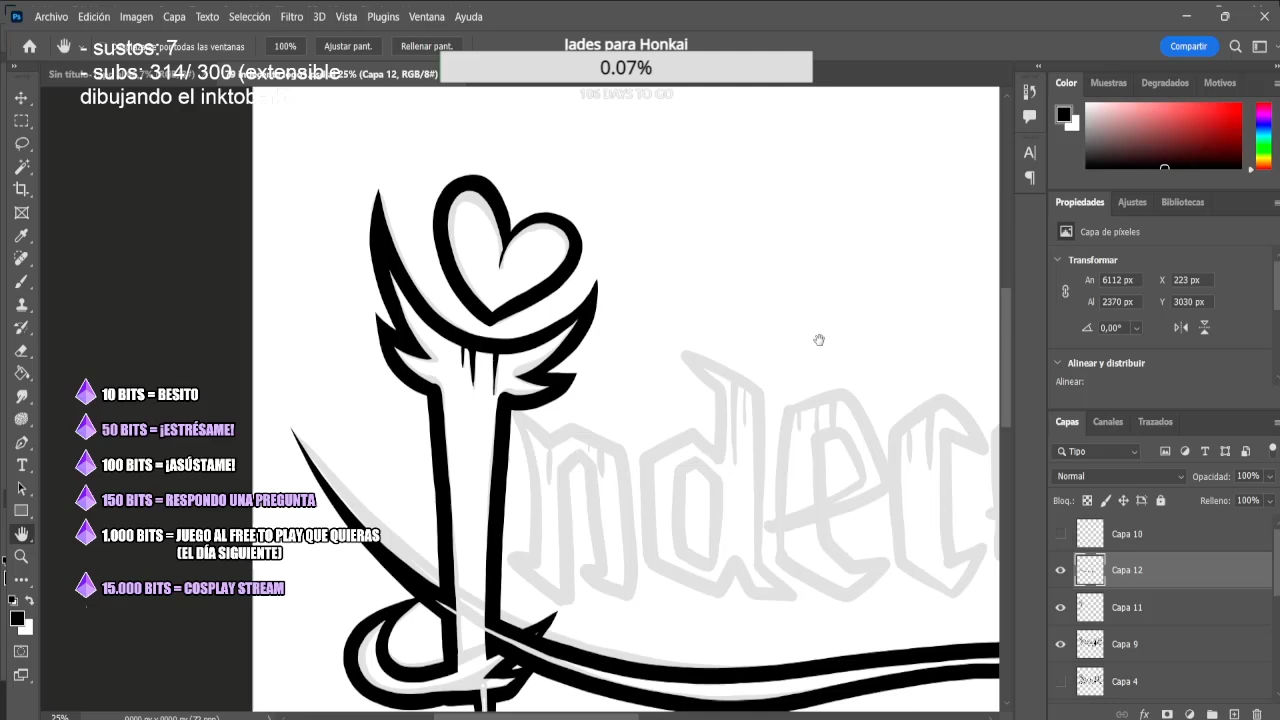 Archivo Edición Imagen Capa Texto Selección Filtro 3D Vista Plugins Ventana Ayuda
- sustos: 7
todas las ventanas 100% Ajustar pant. Rellenar pant.
Jades para Honkai
Compartir
0.07%
- subs: 314/ 300 (extensible
Sin título- 25% (Capa 12, RGB/8#)
dibujando el
106 DAYS TO GO
Color Muestras Degradados Motivos
Propiedades Ajustes Bibliotecas
Capa de píxeles
Transformar
An 6112 px X 223 px
Al 2370 px Y 3030 px
0,00°
Alinear y distribuir
Alinear:
Capas Canales Trazados
Tipo
Normal Opacidad: 100%
Bloq.: Relleno: 100%
Capa 10
Capa 12
Capa 11
Capa 9
Capa 4
10 BITS = BESITO
50 BITS = ¡ESTRÉSAME!
100 BITS = ¡ASÚSTAME!
150 BITS = RESPONDO UNA PREGUNTA
1.000 BITS = JUEGO AL FREE TO PLAY QUE QUIERAS
(EL DÍA SIGUIENTE)
15.000 BITS = COSPLAY STREAM
ndec
25%